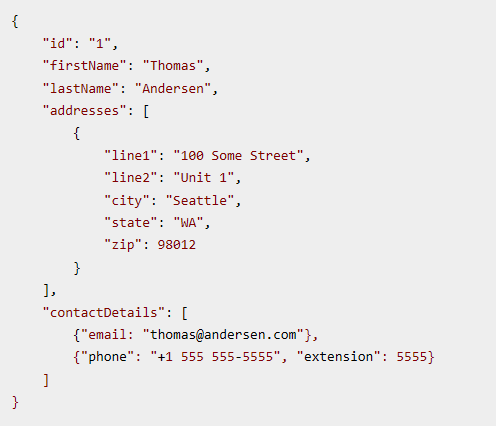 {
    "id": "1",
    "firstName": "Thomas",
    "lastName": "Andersen",
    "addresses": [
        {
            "line1": "100 Some Street",
            "line2": "Unit 1",
            "city": "Seattle",
            "state": "WA",
            "zip": 98012
        }
    ],
    "contactDetails": [
        {"email: "thomas@andersen.com"},
        {"phone": "+1 555 555-5555", "extension": 5555}
    ]
}